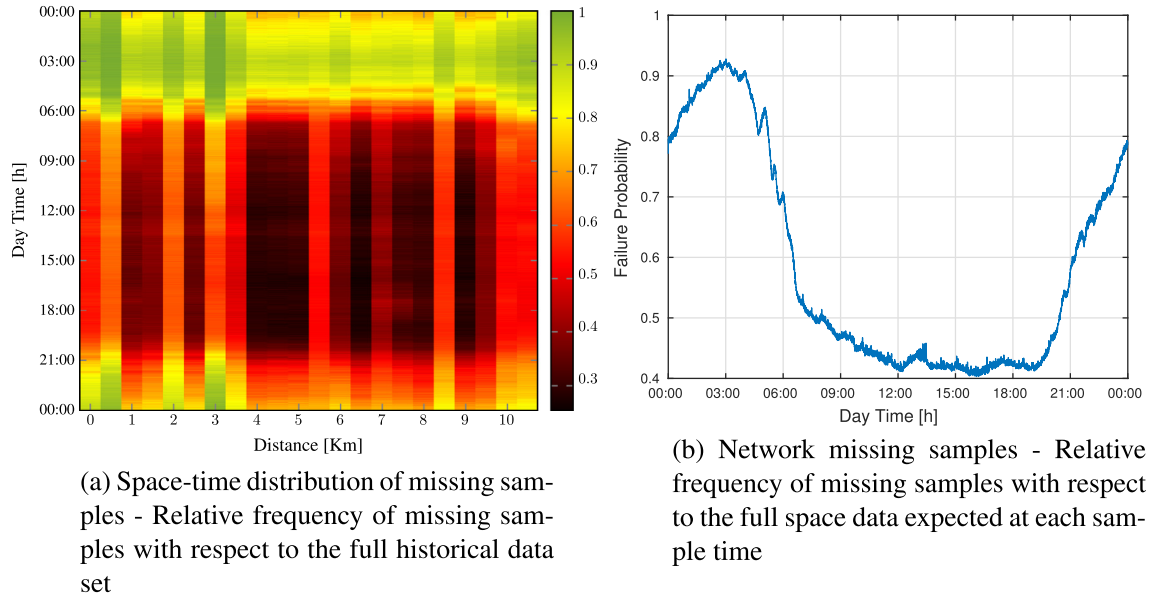 00:00
03:00
06:00
09:00
12:00
15:00
18:00
21:00
00:00
Day Time [h]
0 1 2 3 4 5 6 7 8 9 10
Distance [Km]
1
0.9
0.8
0.7
0.6
0.5
0.4
0.3
(a) Space-time distribution of missing sam-
ples - Relative frequency of missing sam-
ples with respect to the full historical data
set
1
0.9
0.8
0.7
0.6
0.5
0.4
Failure Probability
00:00 03:00 06:00 09:00 12:00 15:00 18:00 21:00 00:00
Day Time [h]
(b) Network missing samples - Relative
frequency of missing samples with respect
to the full space data expected at each sam-
ple time